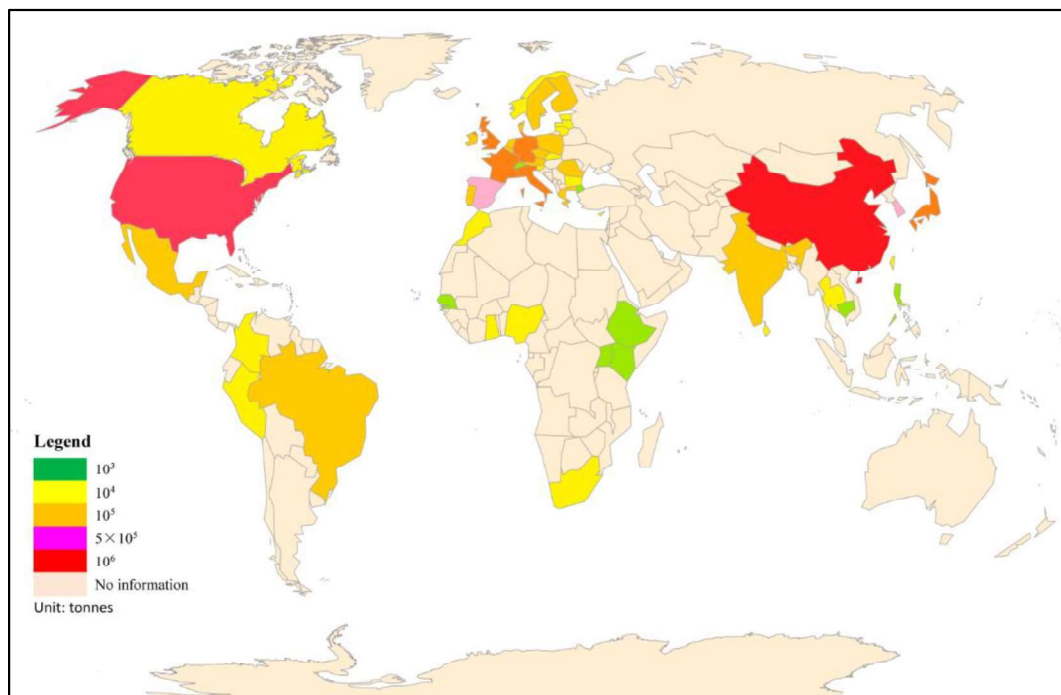 Legend
10³
10⁴
10⁵
5×10⁵
10⁶
No information
Unit: tonnes